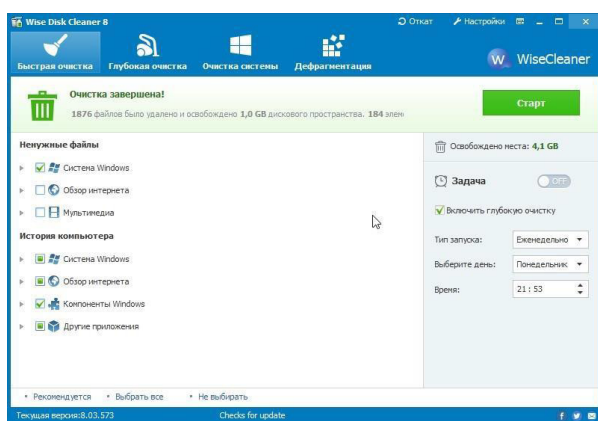 Wise Disk Cleaner 8
Откат
Настройки
Быстрая очистка
Глубокая очистка
Очистка системы
Дефрагментация
W
WiseCleaner
Очистка завершена!
1876 файлов было удалено и освобождено 1,0 GB дискового пространства. 184 элем
Старт
Ненужные файлы
Система Windows
Обзор интернета
Мультимедиа
История компьютера
Система Windows
Обзор интернета
Компоненты Windows
Другие приложения
Освобождено места: 4,1 GB
Задача
OFF
Включить глубокую очистку
Тип запуска: Еженедельно
Выберите день: Понедельник
Время: 21 : 53
• Рекомендуется • Выбрать все • Не выбирать
Текущая версия:8.03.573
Checks for update
f